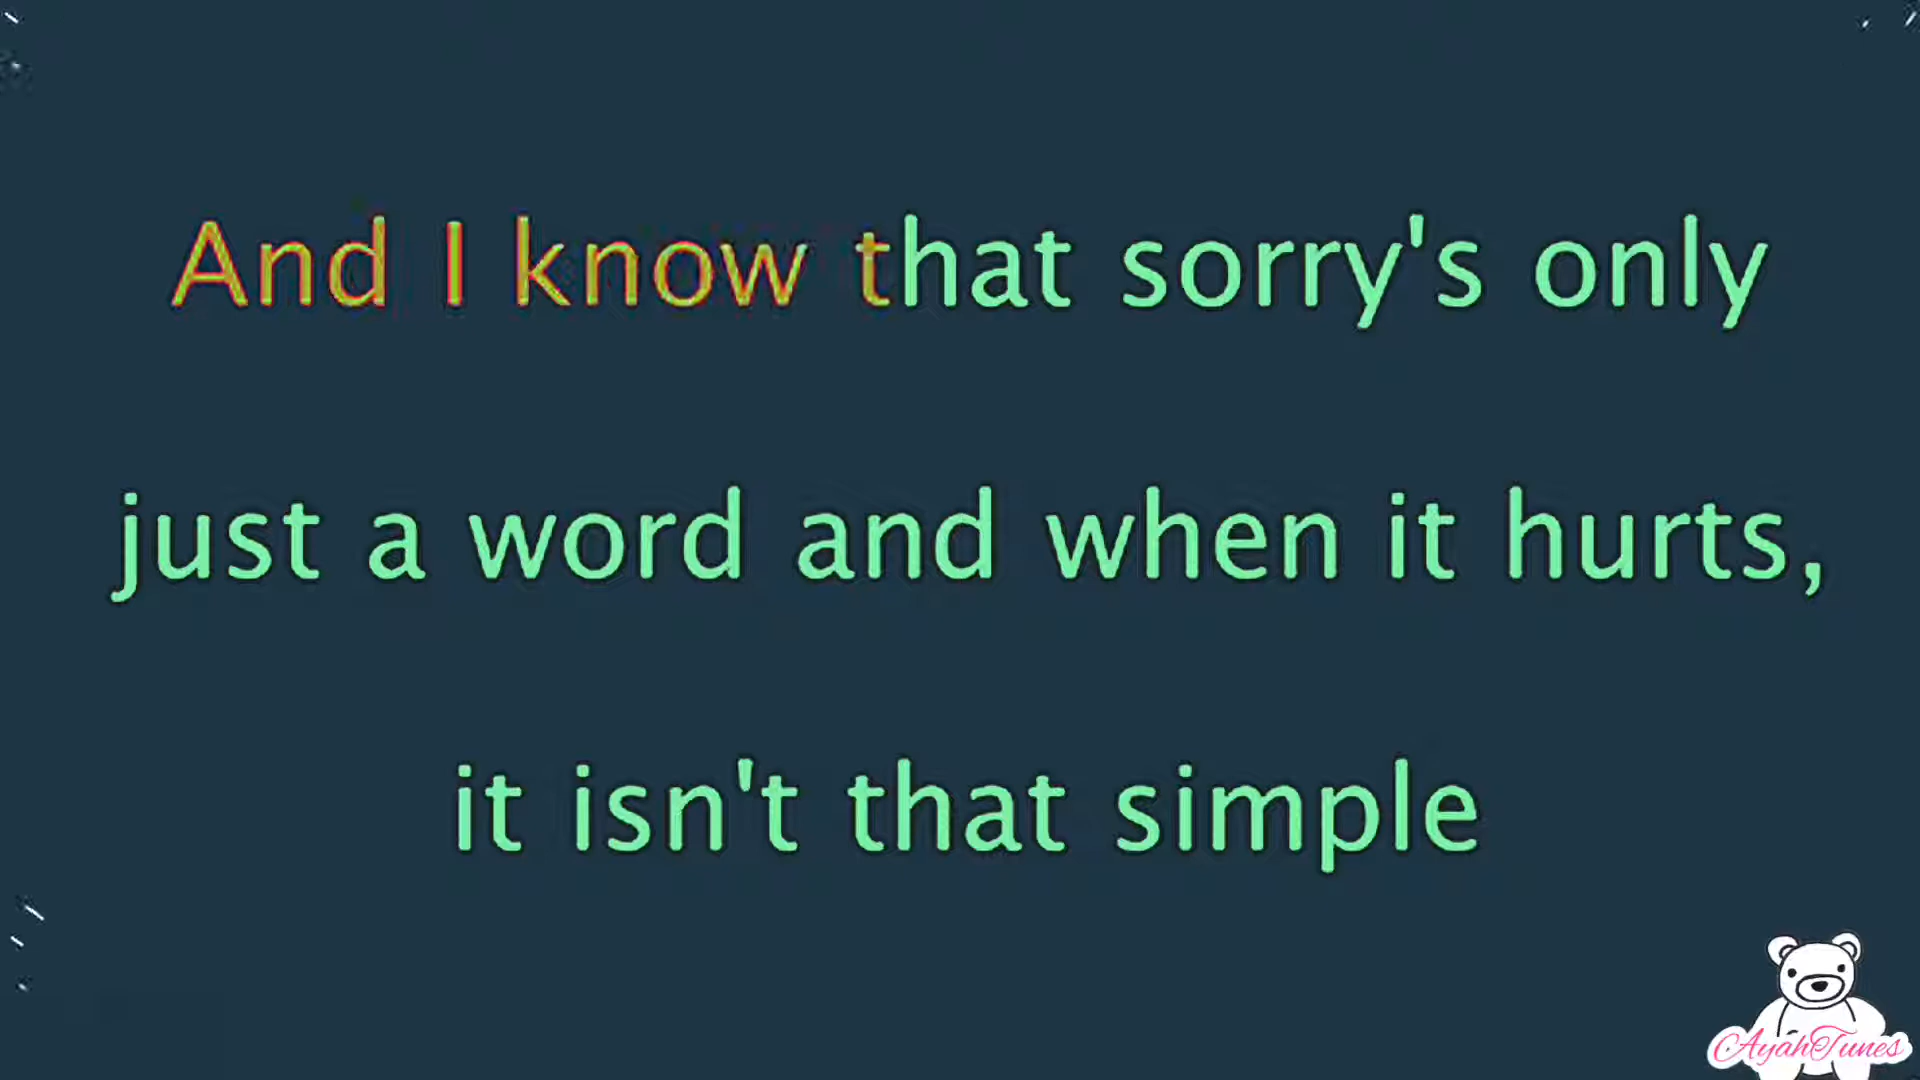 And I know that sorry's only
just a word and when it hurts,
it isn't that simple
AyahTunes